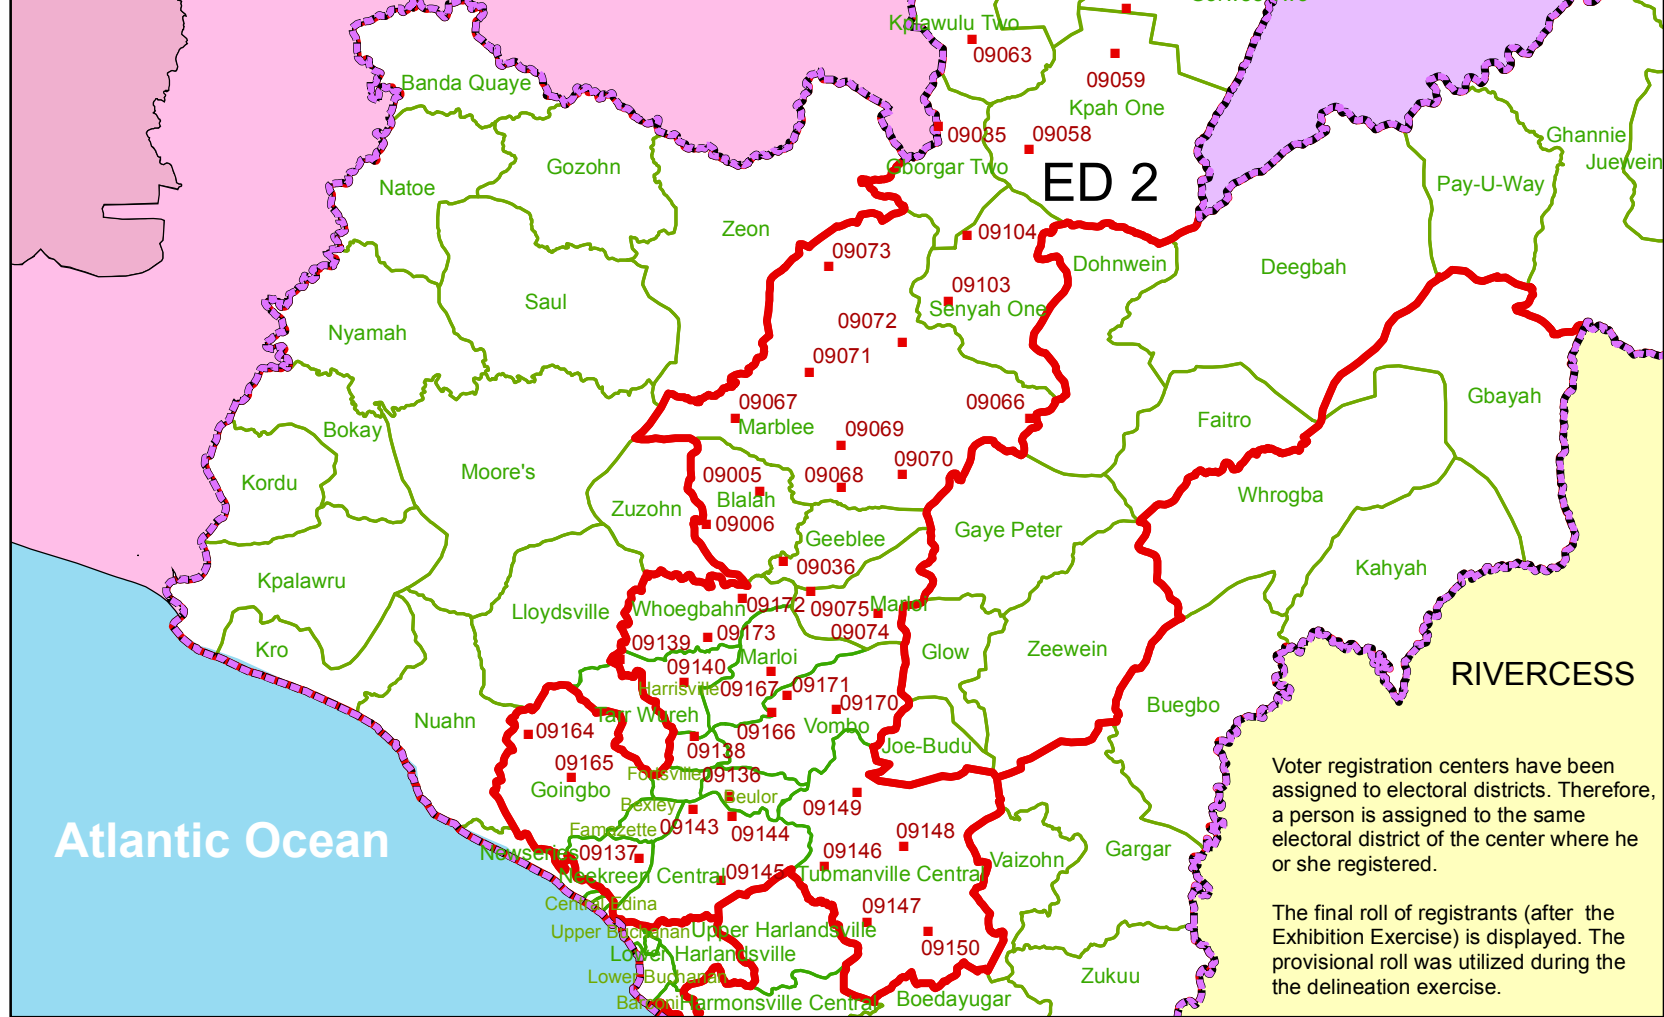 Kplawulu Two
09063
09059
Banda Quaye
Kpah One
09035
09058
Ghannie
Juewein
Gozohn
Gborgar Two
ED 2
Pay-U-Way
Natoe
Zeon
09104
09073
Dohnwein
Deegbah
09103
Saul
Senyah One
Nyamah
09072
09071
Gbayah
09067
09066
Faitro
Marblee
Bokay
09069
09070
Moore's
09005
09068
Kordu
Blalah
Whrogba
Zuzohn
09006
Gaye Peter
Geeblee
09036
Kahyah
Kpalawru
Lloydsville
Whoegbahn
09172
09075
Marloi
09173
09074
09139
Kro
Marloi
Glow
Zeewein
09140
RIVERCESS
Harrisville
09167
09171
09170
Buegbo
Nuahn
Tarr Wureh
Vombo
09164
09166
09138
Joe-Budu
09165
Fortsville
09136
Voter registration centers have been
assigned to electoral districts. Therefore,
a person is assigned to the same
electoral district of the center where he
or she registered.
Goingbo
Beulor
Bexley
09149
Famezette
09143
09144
09148
Atlantic Ocean
Newseries
09137
09146
Vaizohn
Gargar
Neekreen Central
09145
Tubmanville Central
Central Edina
09147
The final roll of registrants (after the
Exhibition Exercise) is displayed. The
provisional roll was utilized during the
the delineation exercise.
Upper Buchanan
Upper Harlandsville
09150
Lower Harlandsville
Lower Buchanan
Zukuu
Barconi
Harmonsville Central
Boedayugar